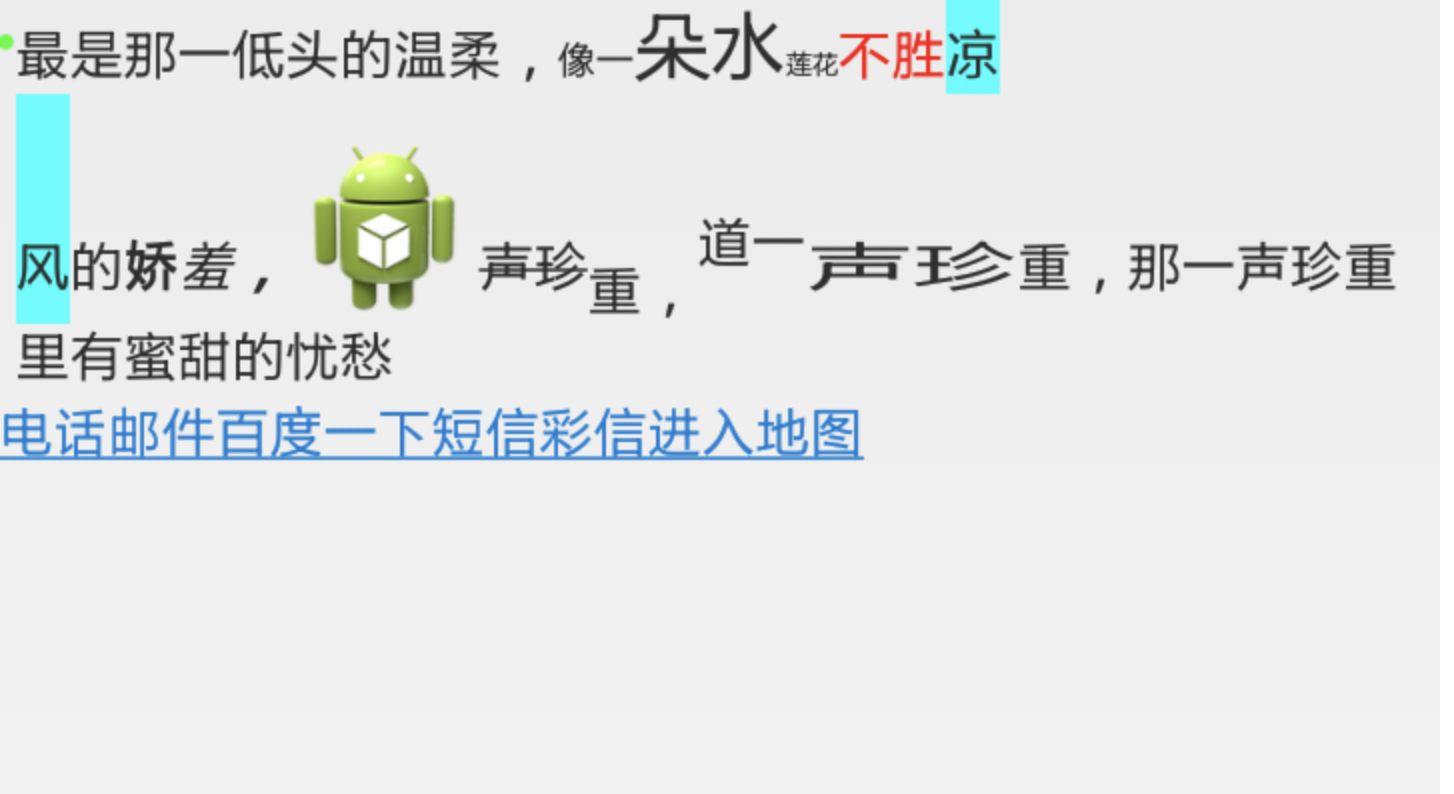 最是那一低头的温柔，像一朵水莲花不胜凉
风的娇羞，声珍重，道一声珍重，那一声珍重
里有蜜甜的忧愁
电话邮件百度一下短信彩信进入地图